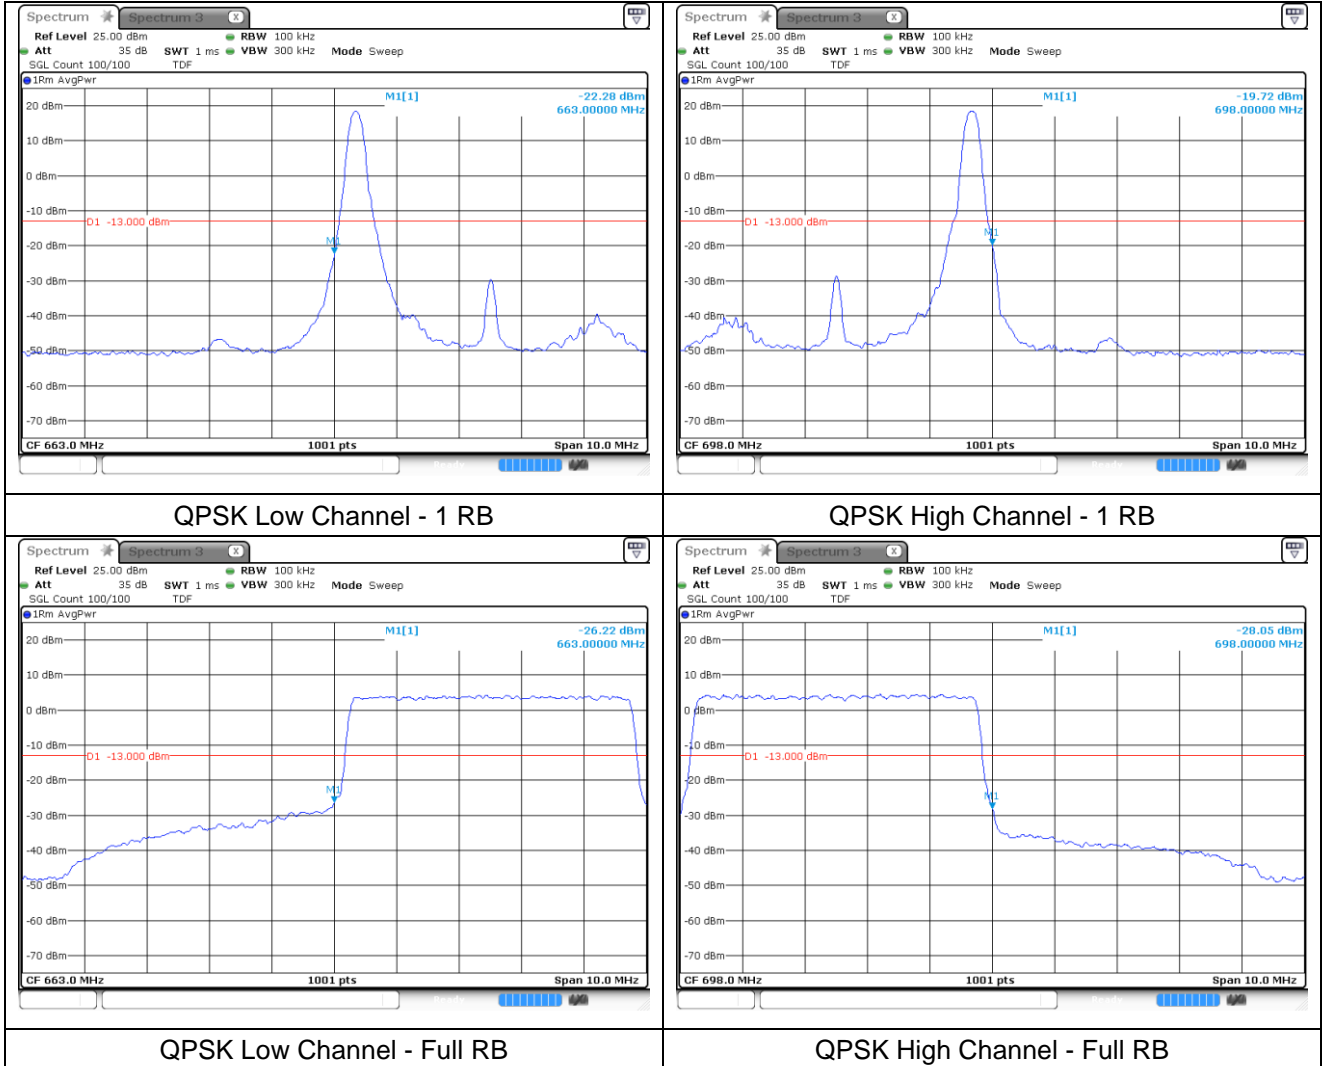 Spectrum Spectrum 3 X
Ref Level 25.00 dBm RBW 100 kHz
Att 35 dB SWT 1 ms VBW 300 kHz Mode Sweep
SGL Count 100/100 TDF
1Rm AvgPwr
M1[1] -22.28 dBm
663.00000 MHz
20 dBm
10 dBm
0 dBm
-10 dBm
D1 -13.000 dBm
M1
-20 dBm
-30 dBm
-40 dBm
-50 dBm
-60 dBm
-70 dBm
CF 663.0 MHz 1001 pts Span 10.0 MHz
Ready
QPSK Low Channel - 1 RB
Spectrum Spectrum 3 X
Ref Level 25.00 dBm RBW 100 kHz
Att 35 dB SWT 1 ms VBW 300 kHz Mode Sweep
SGL Count 100/100 TDF
1Rm AvgPwr
M1[1] -19.72 dBm
698.00000 MHz
20 dBm
10 dBm
0 dBm
-10 dBm
D1 -13.000 dBm
M1
-20 dBm
-30 dBm
-40 dBm
-50 dBm
-60 dBm
-70 dBm
CF 698.0 MHz 1001 pts Span 10.0 MHz
Ready
QPSK High Channel - 1 RB
Spectrum Spectrum 3 X
Ref Level 25.00 dBm RBW 100 kHz
Att 35 dB SWT 1 ms VBW 300 kHz Mode Sweep
SGL Count 100/100 TDF
1Rm AvgPwr
M1[1] -26.22 dBm
663.00000 MHz
20 dBm
10 dBm
0 dBm
-10 dBm
D1 -13.000 dBm
-20 dBm
M1
-30 dBm
-40 dBm
-50 dBm
-60 dBm
-70 dBm
CF 663.0 MHz 1001 pts Span 10.0 MHz
Ready
QPSK Low Channel - Full RB
Spectrum Spectrum 3 X
Ref Level 25.00 dBm RBW 100 kHz
Att 35 dB SWT 1 ms VBW 300 kHz Mode Sweep
SGL Count 100/100 TDF
1Rm AvgPwr
M1[1] -28.05 dBm
698.00000 MHz
20 dBm
10 dBm
0 dBm
-10 dBm
D1 -13.000 dBm
-20 dBm
M1
-30 dBm
-40 dBm
-50 dBm
-60 dBm
-70 dBm
CF 698.0 MHz 1001 pts Span 10.0 MHz
Ready
QPSK High Channel - Full RB